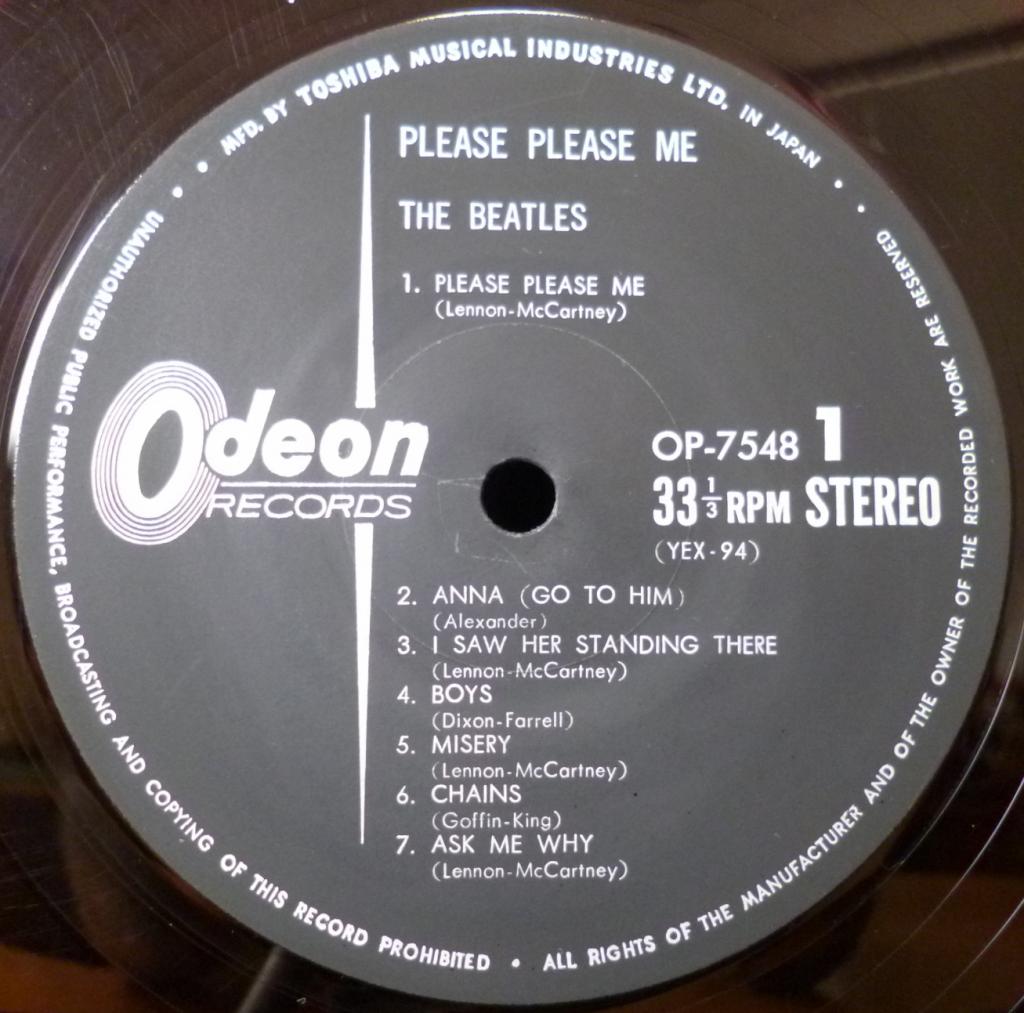 MFD. BY TOSHIBA MUSICAL INDUSTRIES LTD. IN JAPAN
PLEASE PLEASE ME
THE BEATLES
1. PLEASE PLEASE ME
(Lennon-McCartney)
Odeon
RECORDS
OP-7548 1
33 1/3 RPM STEREO
(YEX-94)
2. ANNA (GO TO HIM)
(Alexander)
3. I SAW HER STANDING THERE
(Lennon-McCartney)
4. BOYS
(Dixon-Farrell)
5. MISERY
(Lennon-McCartney)
6. CHAINS
(Goffin-King)
7. ASK ME WHY
(Lennon-McCartney)
UNAUTHORIZED PUBLIC PERFORMANCE, BROADCASTING AND COPYING OF THIS RECORD PROHIBITED • ALL RIGHTS OF THE MANUFACTURER AND OF THE OWNER OF THE RECORDED WORK ARE RESERVED